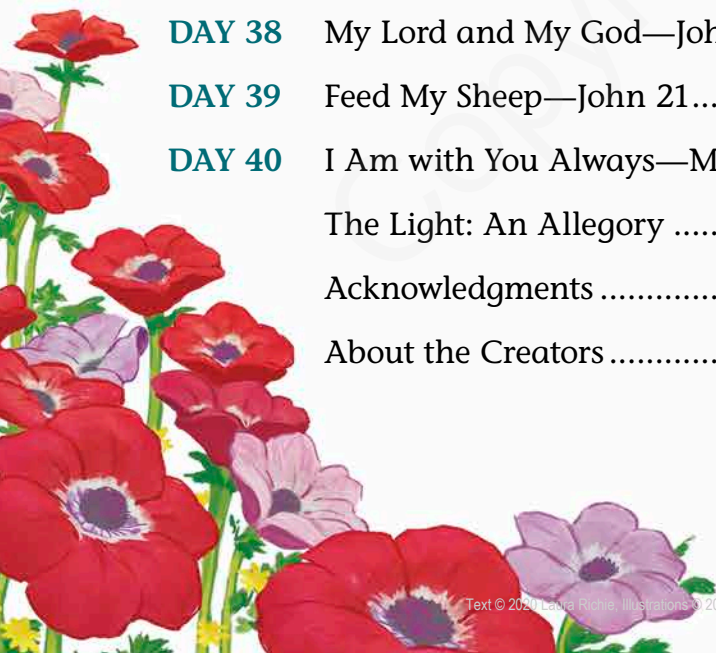 DAY 38 My Lord and My God—Joh
DAY 39 Feed My Sheep—John 21...
DAY 40 I Am with You Always—M
The Light: An Allegory .....
Acknowledgments .............
About the Creators ............
Text © 2020 Laura Richie, Illustrations © 20